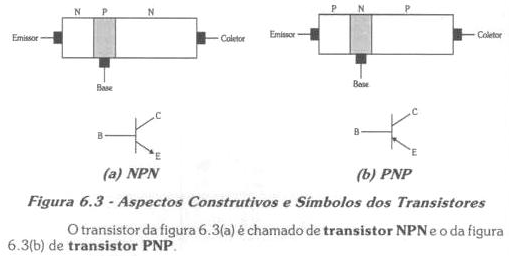 N P N
Emissor
Coletor
Base
C
B
E
(a) NPN
P N P
Emissor
Coletor
Base
C
B
E
(b) PNP
Figura 6.3 - Aspectos Construtivos e Símbolos dos Transistores
O transistor da figura 6.3(a) é chamado de transistor NPN e o da figura
6.3(b) de transistor PNP.